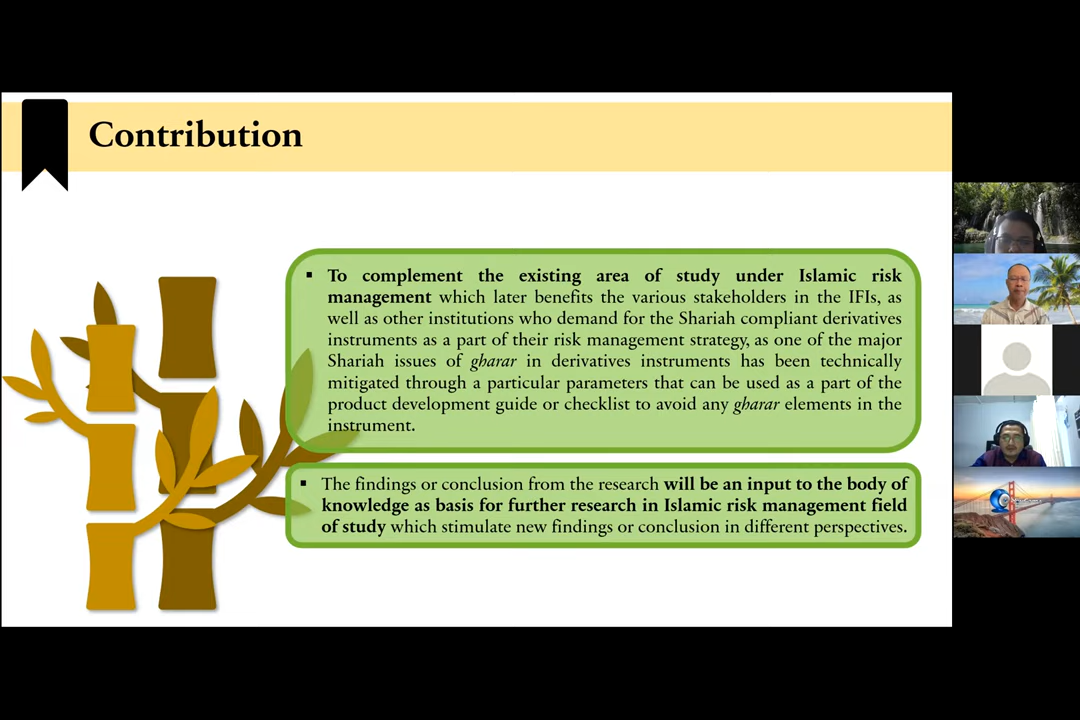 Contribution
▪ To complement the existing area of study under Islamic risk
management which later benefits the various stakeholders in the IFIs, as
well as other institutions who demand for the Shariah compliant derivatives
instruments as a part of their risk management strategy, as one of the major
Shariah issues of gharar in derivatives instruments has been technically
mitigated through a particular parameters that can be used as a part of the
product development guide or checklist to avoid any gharar elements in the
instrument.
▪ The findings or conclusion from the research will be an input to the body of
knowledge as basis for further research in Islamic risk management field
of study which stimulate new findings or conclusion in different perspectives.